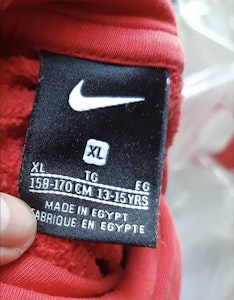 XL
XL TG EG
158-170 CM 13-15YRS
MADE IN EGYPT
FABRIQUE EN EGYPTE